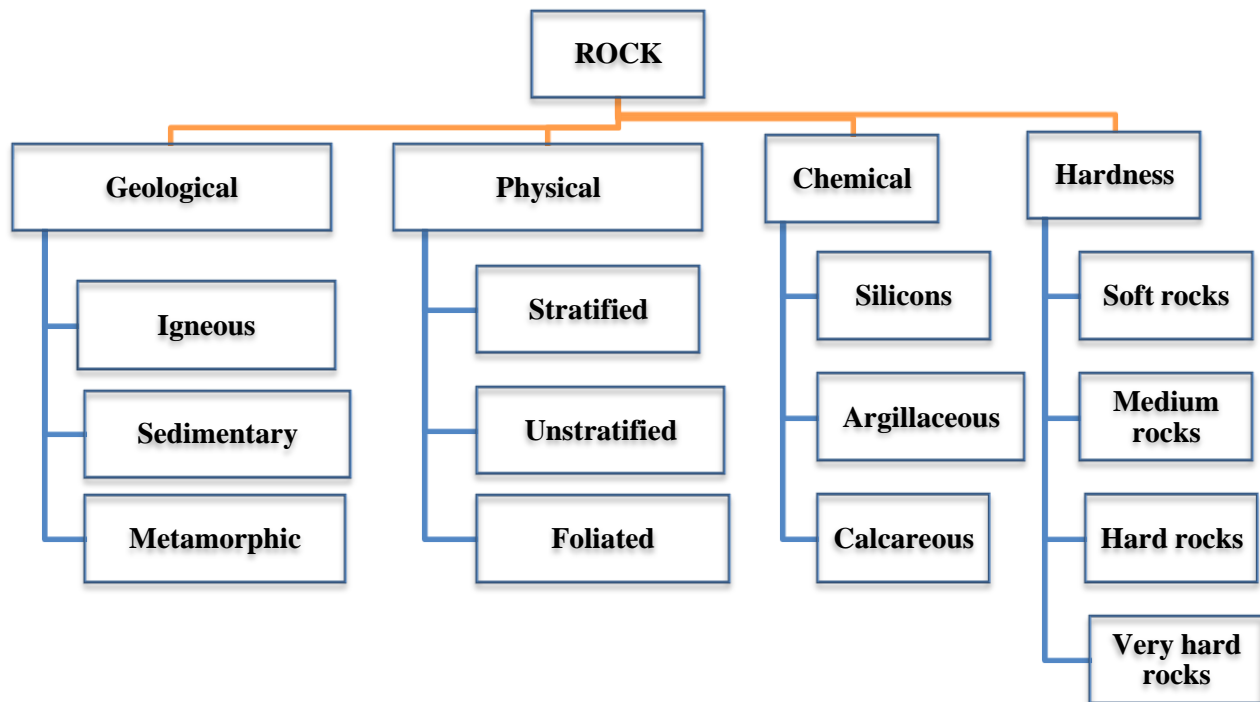 ROCK
Geological
Physical
Chemical
Hardness
Igneous
Sedimentary
Metamorphic
Stratified
Unstratified
Foliated
Silicons
Argillaceous
Calcareous
Soft rocks
Medium
rocks
Hard rocks
Very hard
rocks